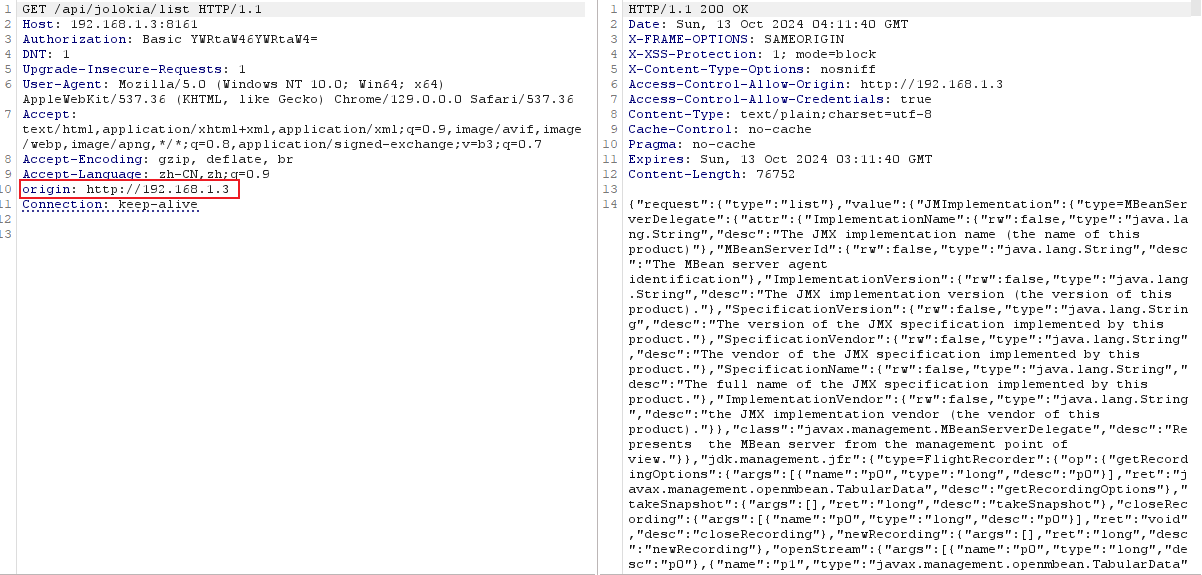 1 GET /api/jolokia/list HTTP/1.1
2 Host: 192.168.1.3:8161
3 Authorization: Basic YWRtaW46YWRtaW4=
4 DNT: 1
5 Upgrade-Insecure-Requests: 1
6 User-Agent: Mozilla/5.0 (Windows NT 10.0; Win64; x64)
AppleWebKit/537.36 (KHTML, like Gecko) Chrome/129.0.0.0 Safari/537.36
7 Accept:
text/html,application/xhtml+xml,application/xml;q=0.9,image/avif,image
/webp,image/apng,*/*;q=0.8,application/signed-exchange;v=b3;q=0.7
8 Accept-Encoding: gzip, deflate, br
9 Accept-Language: zh-CN,zh;q=0.9
10 origin: http://192.168.1.3
11 Connection: keep-alive
12
13
1 HTTP/1.1 200 OK
2 Date: Sun, 13 Oct 2024 04:11:40 GMT
3 X-FRAME-OPTIONS: SAMEORIGIN
4 X-XSS-Protection: 1; mode=block
5 X-Content-Type-Options: nosniff
6 Access-Control-Allow-Origin: http://192.168.1.3
7 Access-Control-Allow-Credentials: true
8 Content-Type: text/plain;charset=utf-8
9 Cache-Control: no-cache
10 Pragma: no-cache
11 Expires: Sun, 13 Oct 2024 03:11:40 GMT
12 Content-Length: 76752
13
14 {"request":{"type":"list"},"value":{"JMImplementation":{"type=MBeanSer
verDelegate":{"attr":{"ImplementationName":{"rw":false,"type":"java.la
ng.String","desc":"The JMX implementation name (the name of this
product)"},"MBeanServerId":{"rw":false,"type":"java.lang.String","desc
":"The MBean server agent
identification"},"ImplementationVersion":{"rw":false,"type":"java.lang
.String","desc":"The JMX implementation version (the version of this
product)."},"SpecificationVersion":{"rw":false,"type":"java.lang.Strin
g","desc":"The version of the JMX specification implemented by this
product."},"SpecificationVendor":{"rw":false,"type":"java.lang.String"
,"desc":"The vendor of the JMX specification implemented by this
product."},"SpecificationName":{"rw":false,"type":"java.lang.String","
desc":"The full name of the JMX specification implemented by this
product."},"ImplementationVendor":{"rw":false,"type":"java.lang.String
","desc":"the JMX implementation vendor (the vendor of this
product)."}},"class":"javax.management.MBeanServerDelegate","desc":"Re
presents  the MBean server from the management point of
view."}},"jdk.management.jfr":{"type=FlightRecorder":{"op":{"getRecord
ingOptions":{"args":[{"name":"p0","type":"long","desc":"p0"}],"ret":"j
avax.management.openmbean.TabularData","desc":"getRecordingOptions"},"
takeSnapshot":{"args":[],"ret":"long","desc":"takeSnapshot"},"closeRec
ording":{"args":[{"name":"p0","type":"long","desc":"p0"}],"ret":"void"
,"desc":"closeRecording"},"newRecording":{"args":[],"ret":"long","desc
":"newRecording"},"openStream":{"args":[{"name":"p0","type":"long","de
sc":"p0"},{"name":"p1","type":"javax.management.openmbean.TabularData"